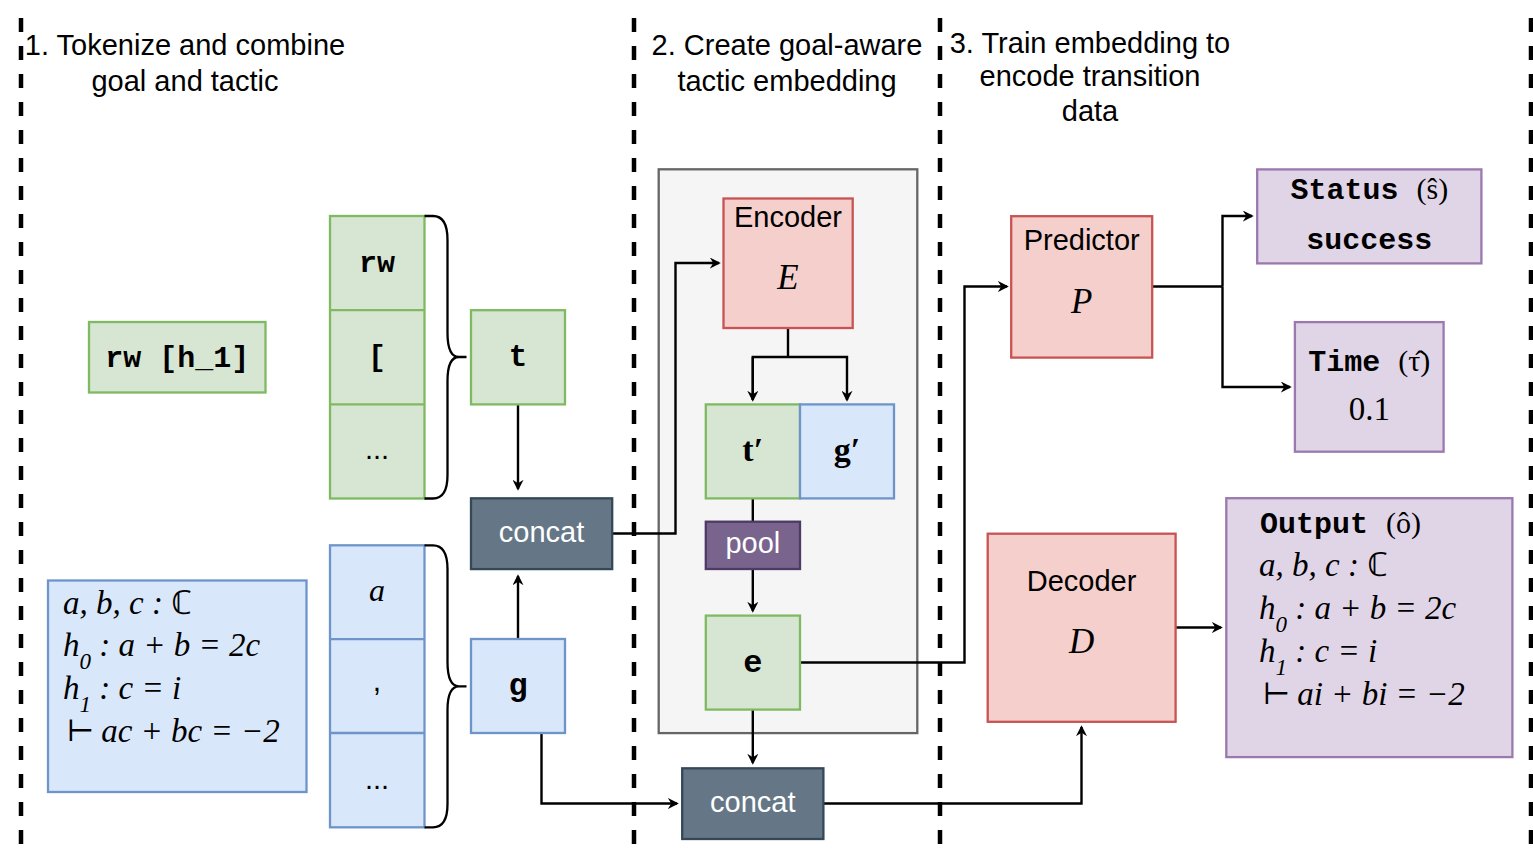 1. Tokenize and combine
goal and tactic
2. Create goal-aware
tactic embedding
3. Train embedding to
encode transition
data
rw [h_1]
rw
[
...
t
concat
a, b, c : ℂ
h₀ : a + b = 2c
h₁ : c = i
⊢ ac + bc = −2
a
,
...
g
Encoder
E
t′
g′
pool
e
concat
Predictor
P
Status (ŝ)
success
Time (τ̂)
0.1
Decoder
D
Output (ô)
a, b, c : ℂ
h₀ : a + b = 2c
h₁ : c = i
⊢ ai + bi = −2